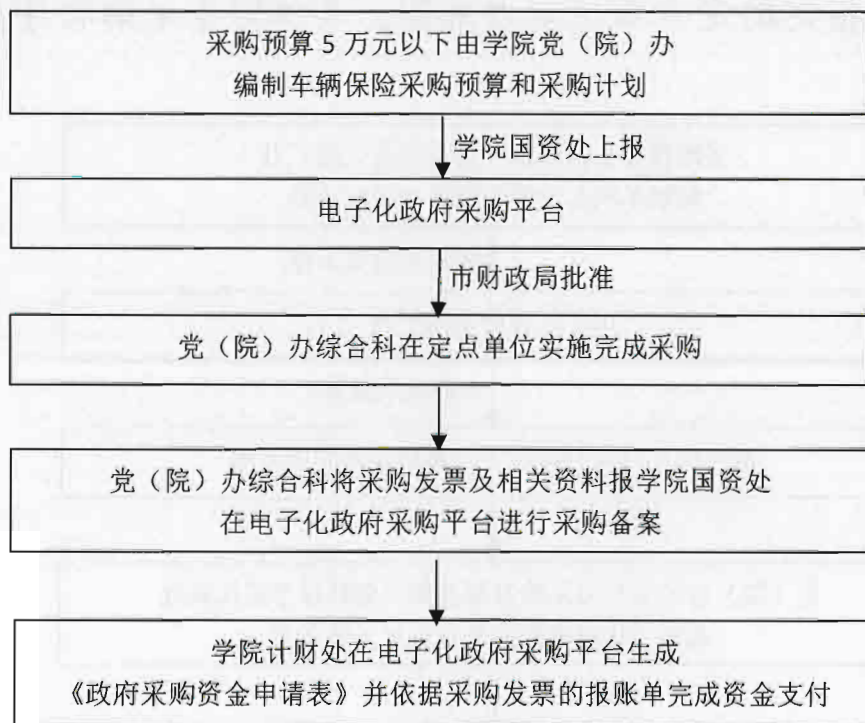 采购预算5万元以下由学院党（院）办
编制车辆保险采购预算和采购计划
学院国资处上报
电子化政府采购平台
市财政局批准
党（院）办综合科在定点单位实施完成采购
党（院）办综合科将采购发票及相关资料报学院国资处
在电子化政府采购平台进行采购备案
学院计财处在电子化政府采购平台生成
《政府采购资金申请表》并依据采购发票的报账单完成资金支付